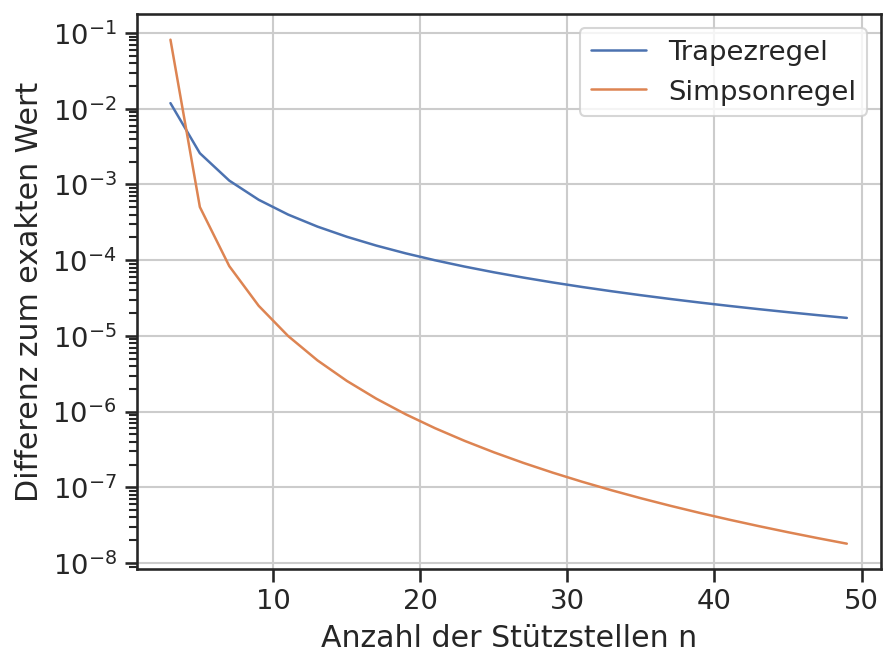 Differenz zum exakten Wert
10⁻¹
10⁻²
10⁻³
10⁻⁴
10⁻⁵
10⁻⁶
10⁻⁷
10⁻⁸
Trapezregel
Simpsonregel
10 20 30 40 50
Anzahl der Stützstellen n